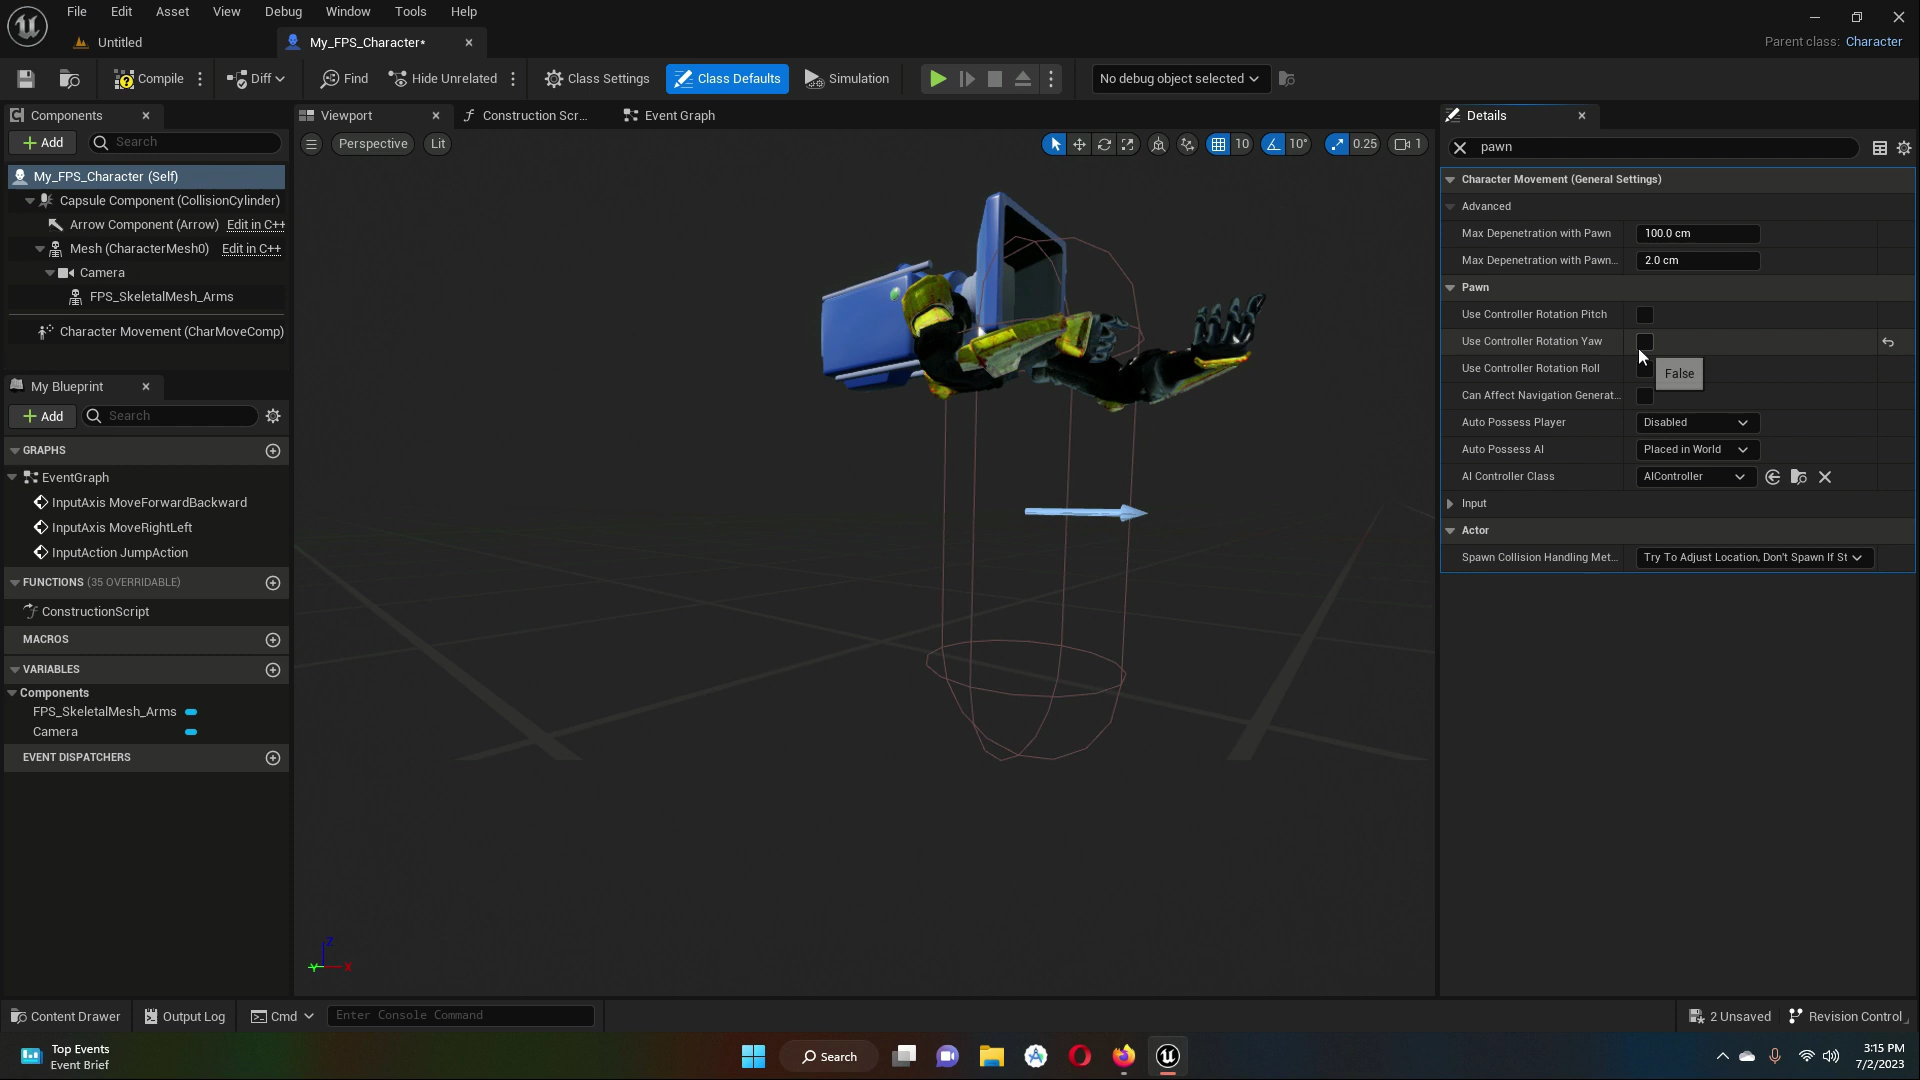 File Edit Asset View Debug Window Tools Help
Untitled
My_FPS_Character*
Parent class: Character
Compile
Diff
Find
Hide Unrelated
Class Settings
Class Defaults
Simulation
No debug object selected
Components
Add
Search
My_FPS_Character (Self)
Capsule Component (CollisionCylinder)
Arrow Component (Arrow) Edit in C++
Mesh (CharacterMesh0) Edit in C++
Camera
FPS_SkeletalMesh_Arms
Character Movement (CharMoveComp)
My Blueprint
Add
Search
GRAPHS
EventGraph
InputAxis MoveForwardBackward
InputAxis MoveRightLeft
InputAction JumpAction
FUNCTIONS (35 OVERRIDABLE)
ConstructionScript
MACROS
VARIABLES
Components
FPS_SkeletalMesh_Arms
Camera
EVENT DISPATCHERS
Viewport
Construction Scr...
Event Graph
Perspective
Lit
10
10°
0.25
1
Z
Y
X
Details
pawn
Character Movement (General Settings)
Advanced
Max Depenetration with Pawn 100.0 cm
Max Depenetration with Pawn... 2.0 cm
Pawn
Use Controller Rotation Pitch
Use Controller Rotation Yaw
Use Controller Rotation Roll
False
Can Affect Navigation Generat...
Auto Possess Player Disabled
Auto Possess AI Placed in World
AI Controller Class AIController
Input
Actor
Spawn Collision Handling Met... Try To Adjust Location, Don't Spawn If St
Content Drawer
Output Log
Cmd
Enter Console Command
2 Unsaved
Revision Control
Top Events
Event Brief
Search
3:15 PM
7/2/2023